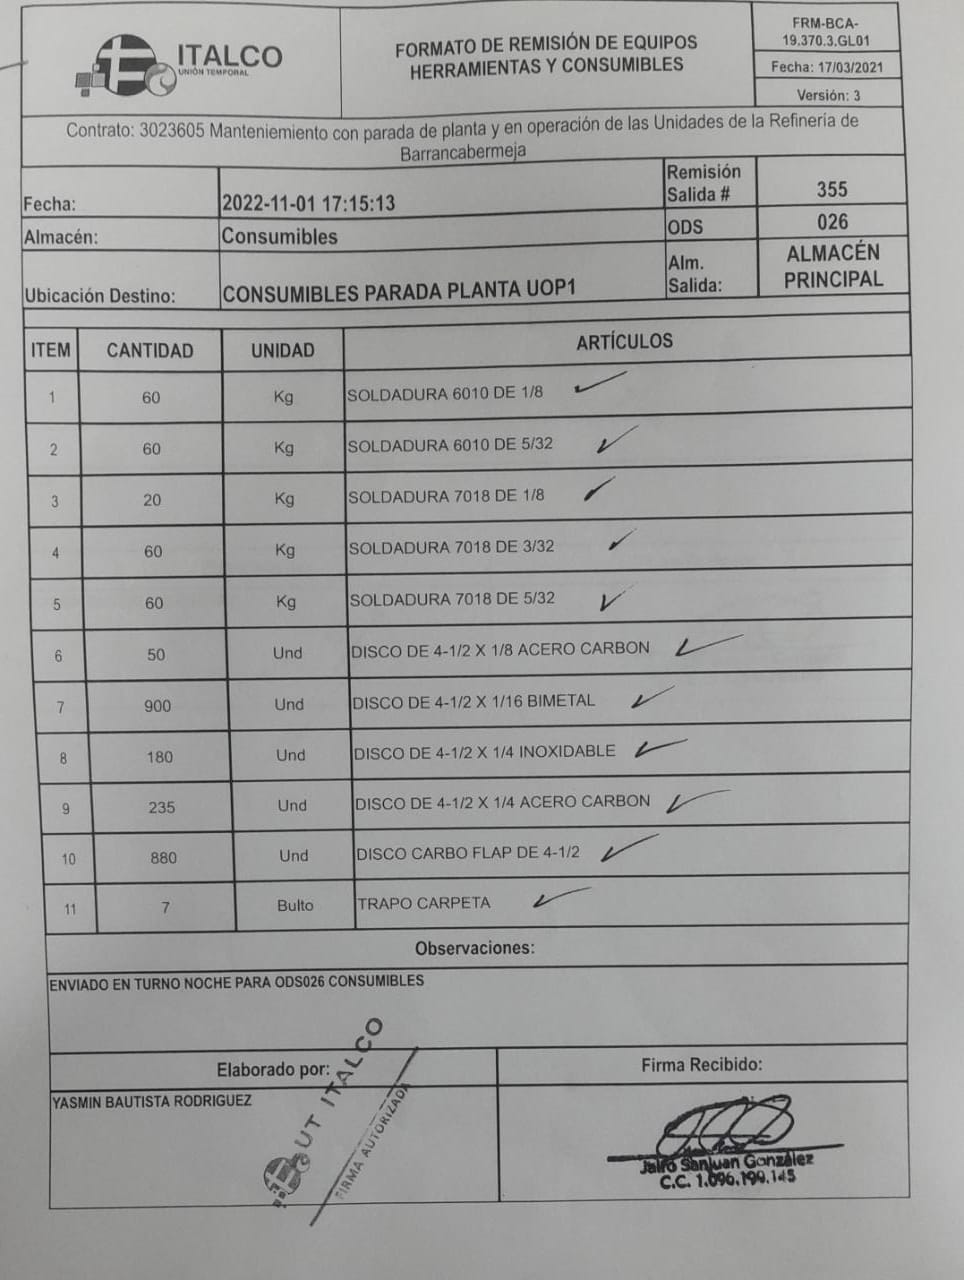 ITALCO
UNIÓN TEMPORAL
FORMATO DE REMISIÓN DE EQUIPOS
HERRAMIENTAS Y CONSUMIBLES
FRM-BCA-
19.370.3.GL01
Fecha: 17/03/2021
Versión: 3
Contrato: 3023605 Manteniemiento con parada de planta y en operación de las Unidades de la Refinería de
Barrancabermeja
Fecha: 2022-11-01 17:15:13 Remisión Salida # 355
Almacén: Consumibles ODS 026
Ubicación Destino: CONSUMIBLES PARADA PLANTA UOP1 Alm. Salida: ALMACÉN PRINCIPAL
ITEM CANTIDAD UNIDAD ARTÍCULOS
1 60 Kg SOLDADURA 6010 DE 1/8
2 60 Kg SOLDADURA 6010 DE 5/32
3 20 Kg SOLDADURA 7018 DE 1/8
4 60 Kg SOLDADURA 7018 DE 3/32
5 60 Kg SOLDADURA 7018 DE 5/32
6 50 Und DISCO DE 4-1/2 X 1/8 ACERO CARBON
7 900 Und DISCO DE 4-1/2 X 1/16 BIMETAL
8 180 Und DISCO DE 4-1/2 X 1/4 INOXIDABLE
9 235 Und DISCO DE 4-1/2 X 1/4 ACERO CARBON
10 880 Und DISCO CARBO FLAP DE 4-1/2
11 7 Bulto TRAPO CARPETA
Observaciones:
ENVIADO EN TURNO NOCHE PARA ODS026 CONSUMIBLES
Elaborado por: Firma Recibido:
YASMIN BAUTISTA RODRIGUEZ
UT ITALCO
FIRMA AUTORIZADA
Jairo Sanjuan González
C.C. 1.096.199.145